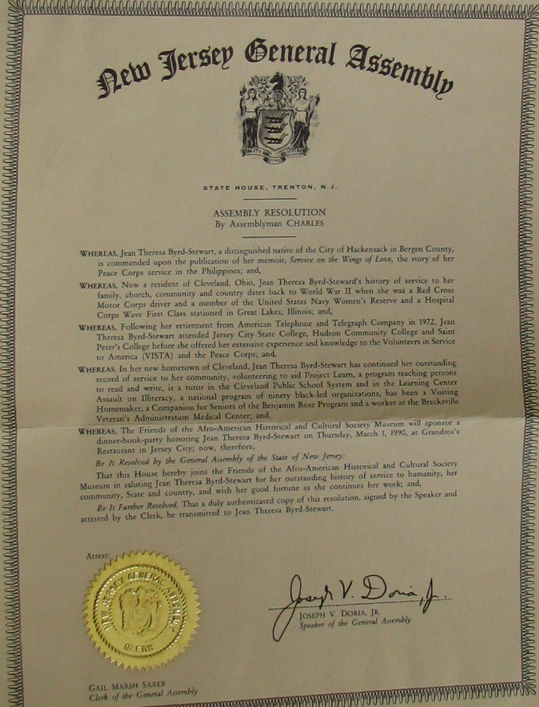 New Jersey General Assembly
STATE HOUSE, TRENTON, N.J.
ASSEMBLY RESOLUTION
By Assemblyman CHARLES
WHEREAS, Jean Theresa Byrd-Stewart, a distinguished native of the City of Hackensack in Bergen County,
is commended upon the publication of her memoir, Service on the Wings of Love, the story of her
Peace Corps service in the Philippines; and,
WHEREAS, Now a resident of Cleveland, Ohio, Jean Theresa Byrd-Steward's history of service to her
family, church, community and country dates back to World War II when she was a Red Cross
Motor Corps driver and a member of the United States Navy Women's Reserve and a Hospital
Corps Wave First Class stationed in Great Lakes, Illinois; and,
WHEREAS, Following her retirement from American Telephone and Telegraph Company in 1972, Jean
Theresa Byrd-Stewart attended Jersey City State College, Hudson Community College and Saint
Peter's College before she offered her extensive experience and knowledge to the Volunteers in Service
to America (VISTA) and the Peace Corps; and,
WHEREAS, In her new hometown of Cleveland, Jean Theresa Byrd-Stewart has continued her outstanding
record of service to her community, volunteering to aid Project Learn, a program teaching persons
to read and write, is a tutor in the Cleveland Public School System and in the Learning Center
Assault on Illiteracy, a national program of ninety black-led organizations, has been a Visiting
Homemaker, a Companion for Seniors of the Benjamin Rose Program and a worker at the Brecksville
Veteran's Administration Medical Center; and,
WHEREAS, The Friends of the Afro-American Historical and Cultural Society Museum will sponsor a
dinner-book-party honoring Jean Theresa Byrd-Stewart on Thursday, March 1, 1990, at Grandma's
Restaurant in Jersey City; now, therefore,
Be It Resolved by the General Assembly of the State of New Jersey:
That this House hereby joins the Friends of the Afro-American Historical and Cultural Society
Museum in saluting Jean Theresa Byrd-Stewart for her outstanding history of service to humanity, her
community, State and country, and wish her good fortune as she continues her work; and,
Be It Further Resolved, That a duly authenticated copy of this resolution, signed by the Speaker and
attested by the Clerk, be transmitted to Jean Theresa Byrd-Stewart.
Attest:
NEW JERSEY GENERAL ASSEMBLY
CLERK
Joseph V. Doria, Jr.
JOSEPH V. DORIA, JR.
Speaker of the General Assembly
GAIL MARSH SAXER
Clerk of the General Assembly